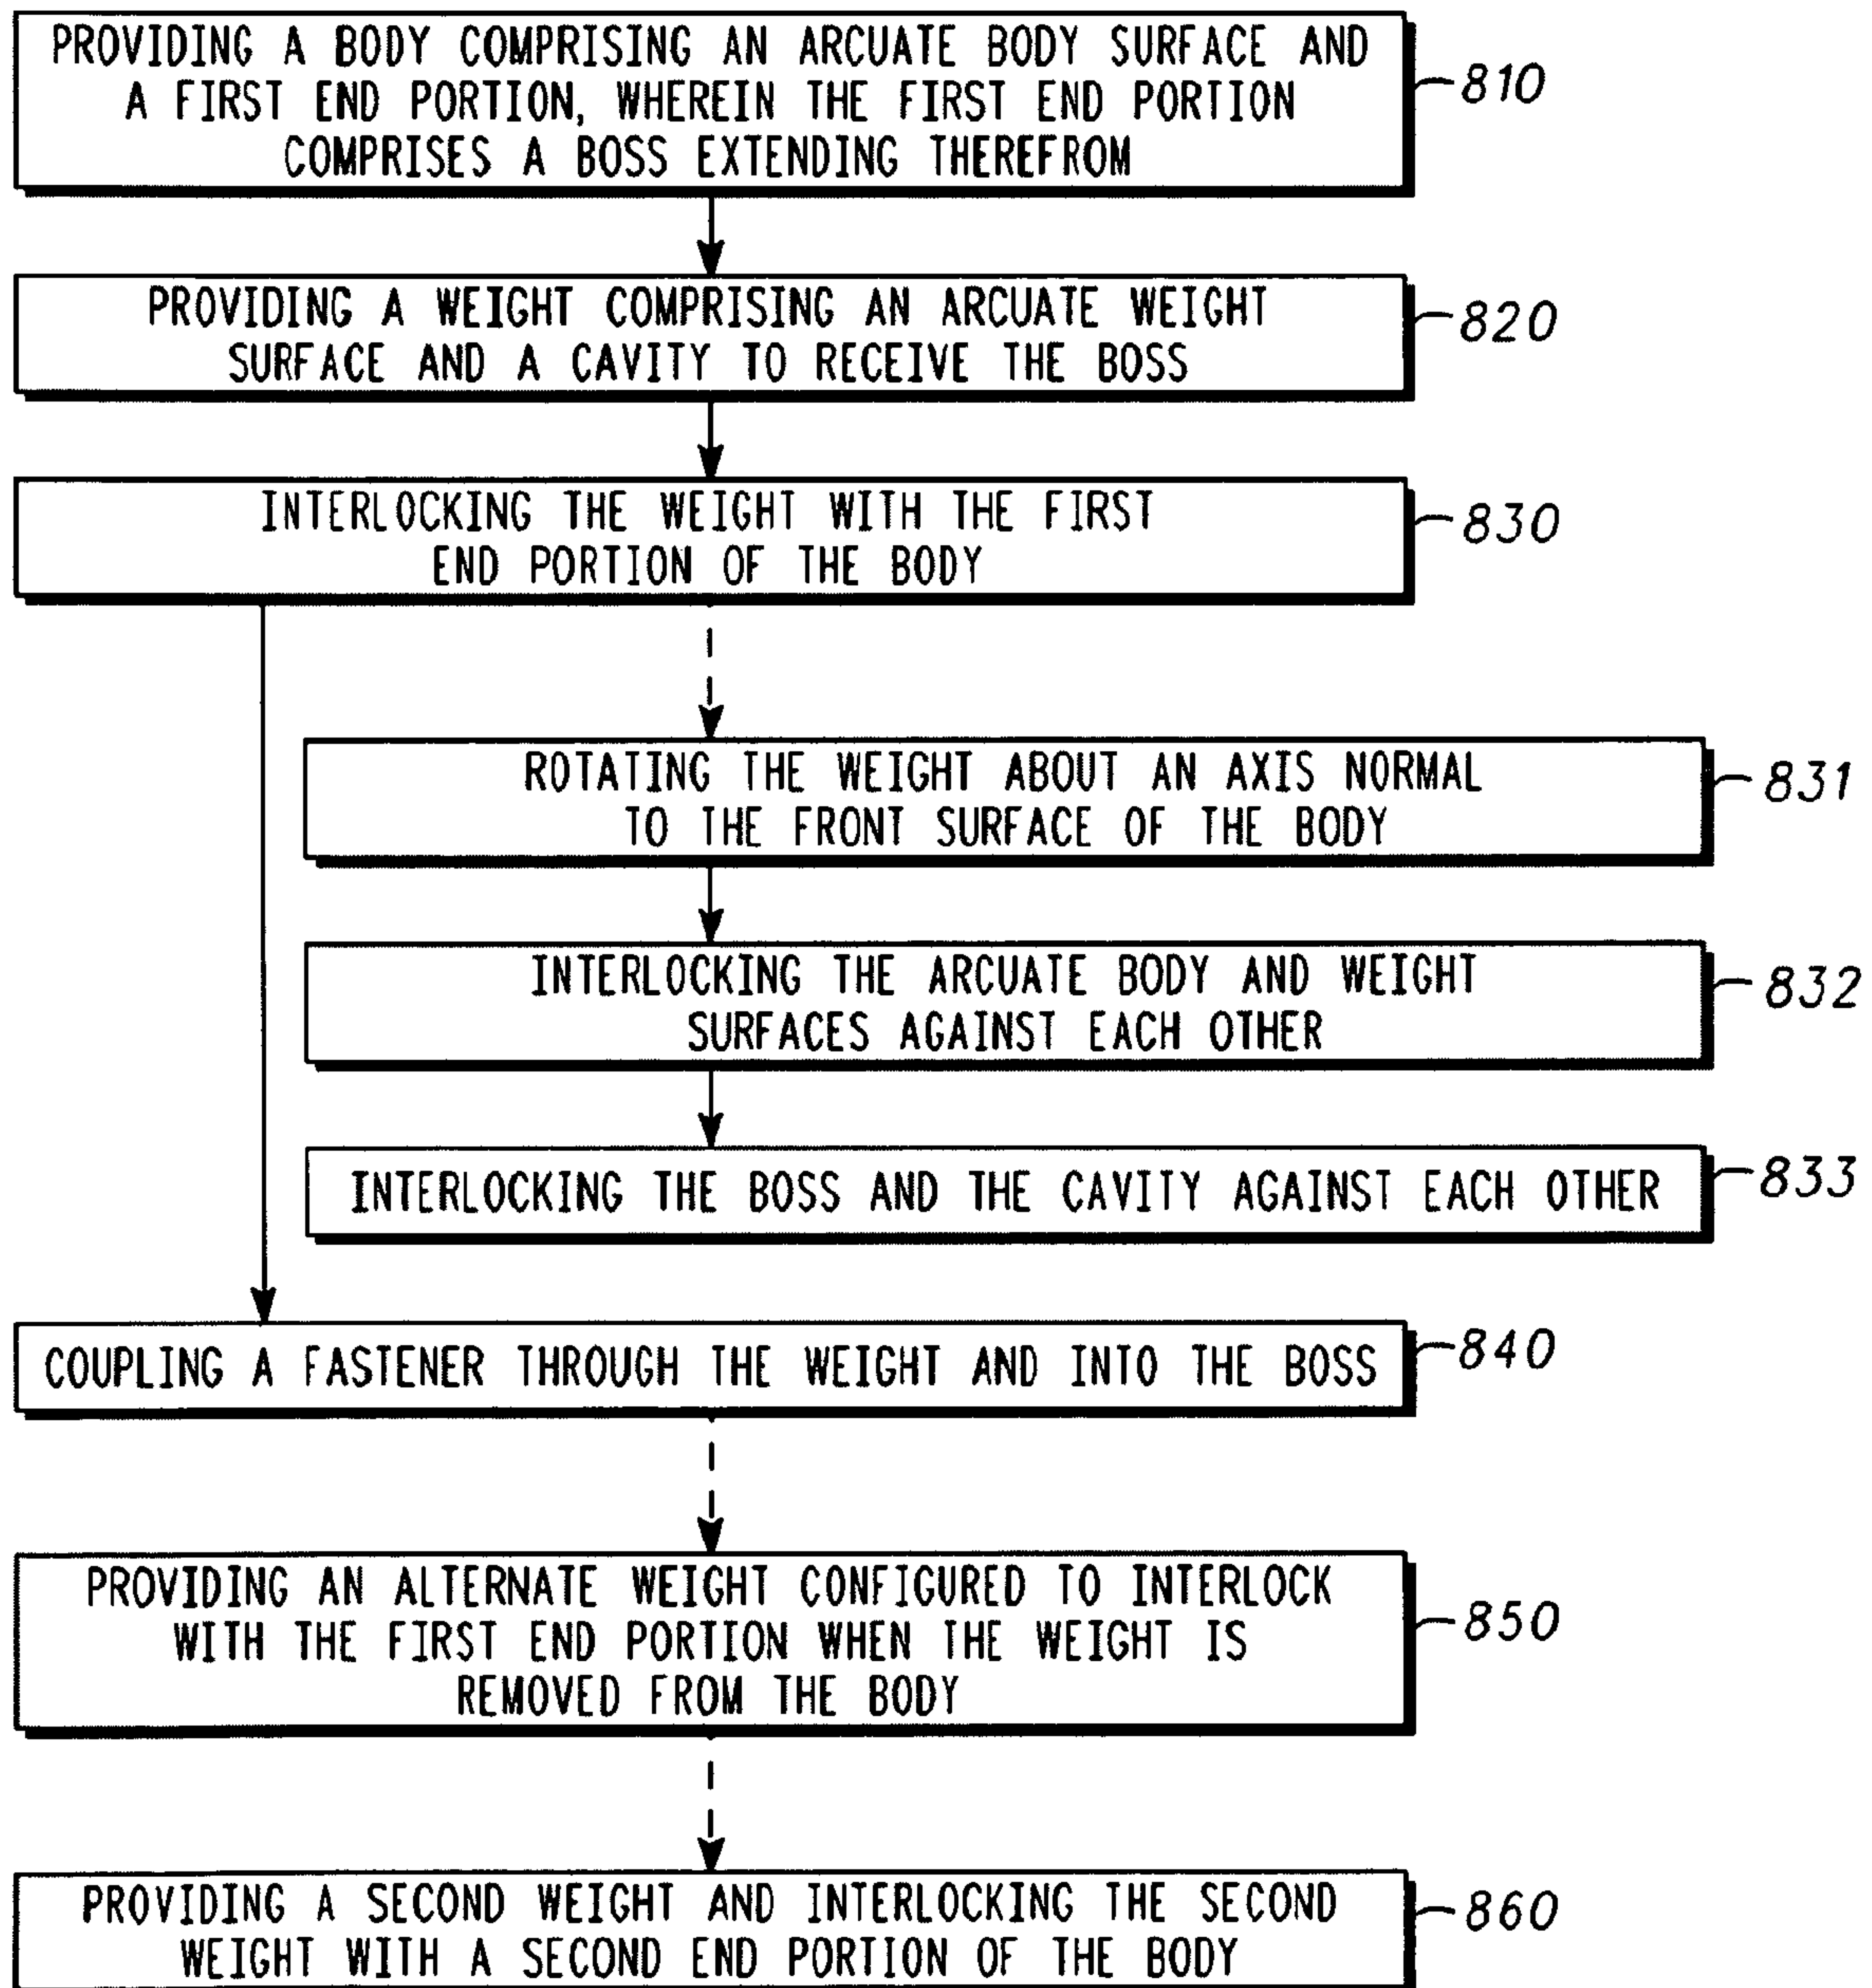 PROVIDING A BODY COMPRISING AN ARCUATE BODY SURFACE AND
A FIRST END PORTION, WHEREIN THE FIRST END PORTION
COMPRISES A BOSS EXTENDING THEREFROM
810
PROVIDING A WEIGHT COMPRISING AN ARCUATE WEIGHT
SURFACE AND A CAVITY TO RECEIVE THE BOSS
820
INTERLOCKING THE WEIGHT WITH THE FIRST
END PORTION OF THE BODY
830
ROTATING THE WEIGHT ABOUT AN AXIS NORMAL
TO THE FRONT SURFACE OF THE BODY
831
INTERLOCKING THE ARCUATE BODY AND WEIGHT
SURFACES AGAINST EACH OTHER
832
INTERLOCKING THE BOSS AND THE CAVITY AGAINST EACH OTHER
833
COUPLING A FASTENER THROUGH THE WEIGHT AND INTO THE BOSS
840
PROVIDING AN ALTERNATE WEIGHT CONFIGURED TO INTERLOCK
WITH THE FIRST END PORTION WHEN THE WEIGHT IS
REMOVED FROM THE BODY
850
PROVIDING A SECOND WEIGHT AND INTERLOCKING THE SECOND
WEIGHT WITH A SECOND END PORTION OF THE BODY
860